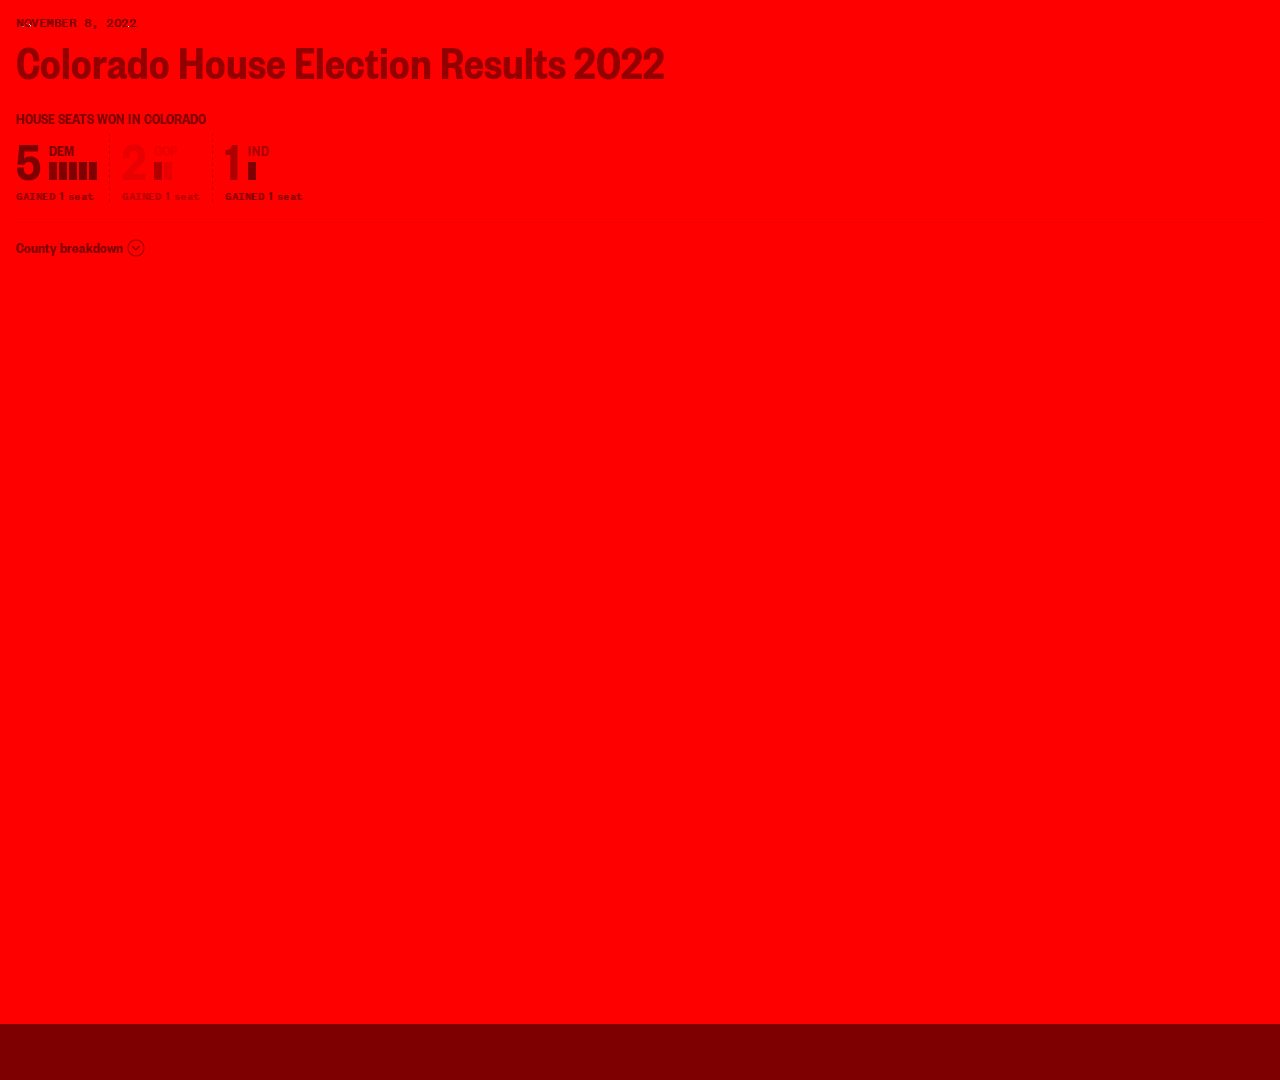 NOVEMBER 8, 2022
Colorado House Election Results 2022
HOUSE SEATS WON IN COLORADO
5 DEM
GAINED 1 seat
2 GOP
GAINED 1 seat
1 IND
GAINED 1 seat
County breakdown